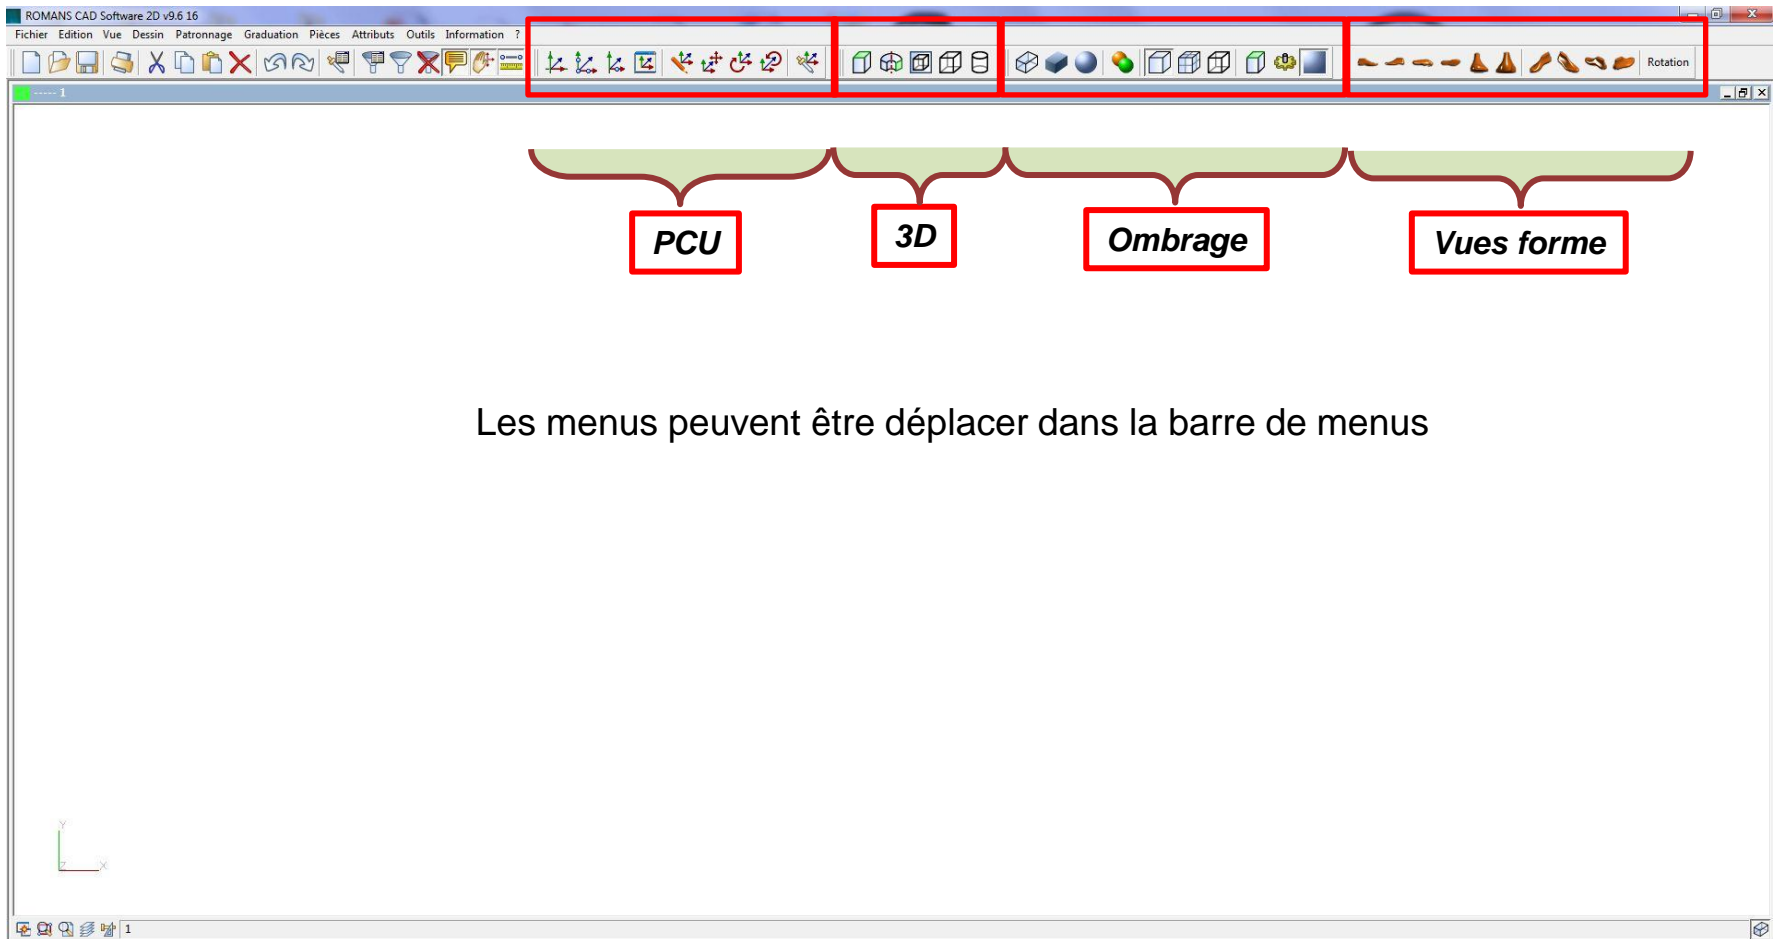 ROMANS CAD Software 2D v9.6 16
Fichier Edition Vue Dessin Patronnage Graduation Pièces Attributs Outils Information ?
Rotation
----- 1
PCU 3D Ombrage Vues forme
Les menus peuvent être déplacer dans la barre de menus
Y
Z X
1